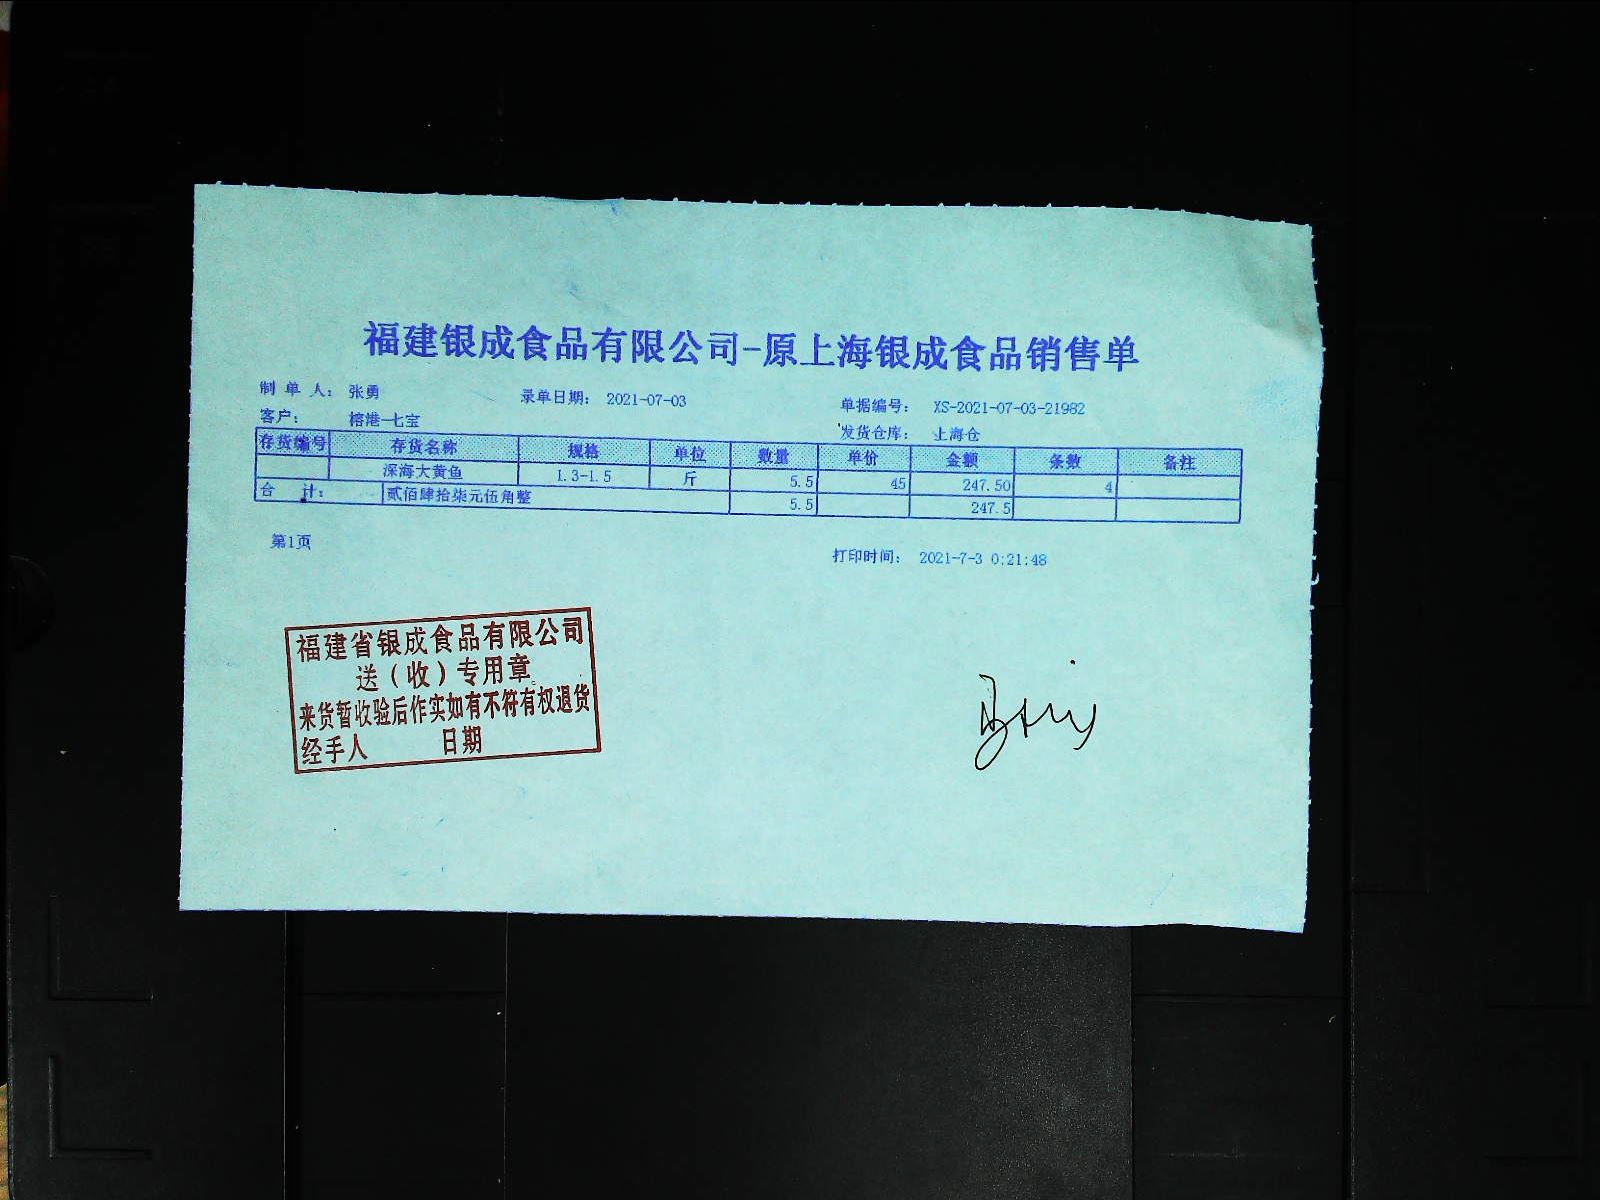 福建银成食品有限公司-原上海银成食品销售单
制 单 人： 张勇 录单日期： 2021-07-03 单据编号： XS-2021-07-03-21982
客户： 榕港-七宝 发货仓库： 上海仓
存货编号 存货名称 规格 单位 数量 单价 金额 条数 备注
深海大黄鱼 1.3-1.5 斤 5.5 45 247.50 4
合 计： 贰佰肆拾柒元伍角整 5.5 247.5
第1页 打印时间： 2021-7-3 0:21:48
福建省银成食品有限公司
送（收）专用章
来货暂收验后作实如有不符有权退货
经手人 日期